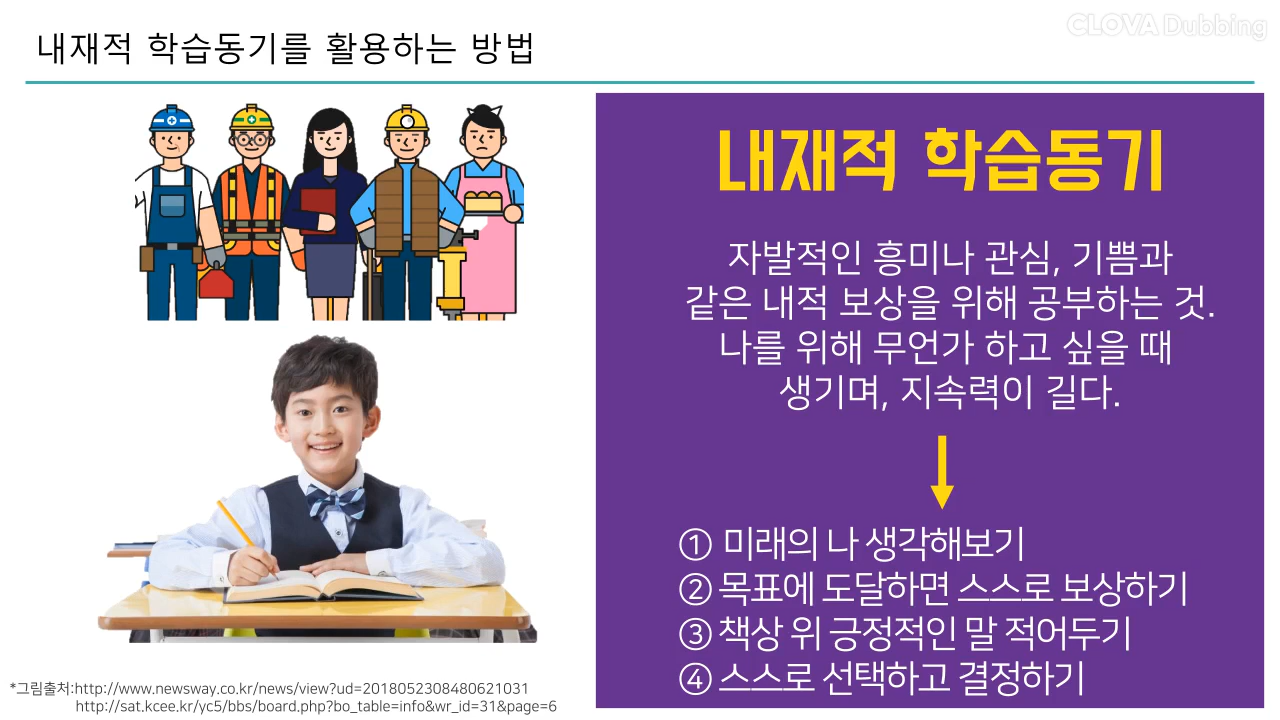 CLOVA Dubbing
내재적 학습동기를 활용하는 방법
내재적 학습동기
자발적인 흥미나 관심, 기쁨과
같은 내적 보상을 위해 공부하는 것.
나를 위해 무언가 하고 싶을 때
생기며, 지속력이 길다.
① 미래의 나 생각해보기
② 목표에 도달하면 스스로 보상하기
③ 책상 위 긍정적인 말 적어두기
④ 스스로 선택하고 결정하기
*그림출처:http://www.newsway.co.kr/news/view?ud=2018052308480621031
http://sat.kcee.kr/yc5/bbs/board.php?bo_table=info&wr_id=31&page=6